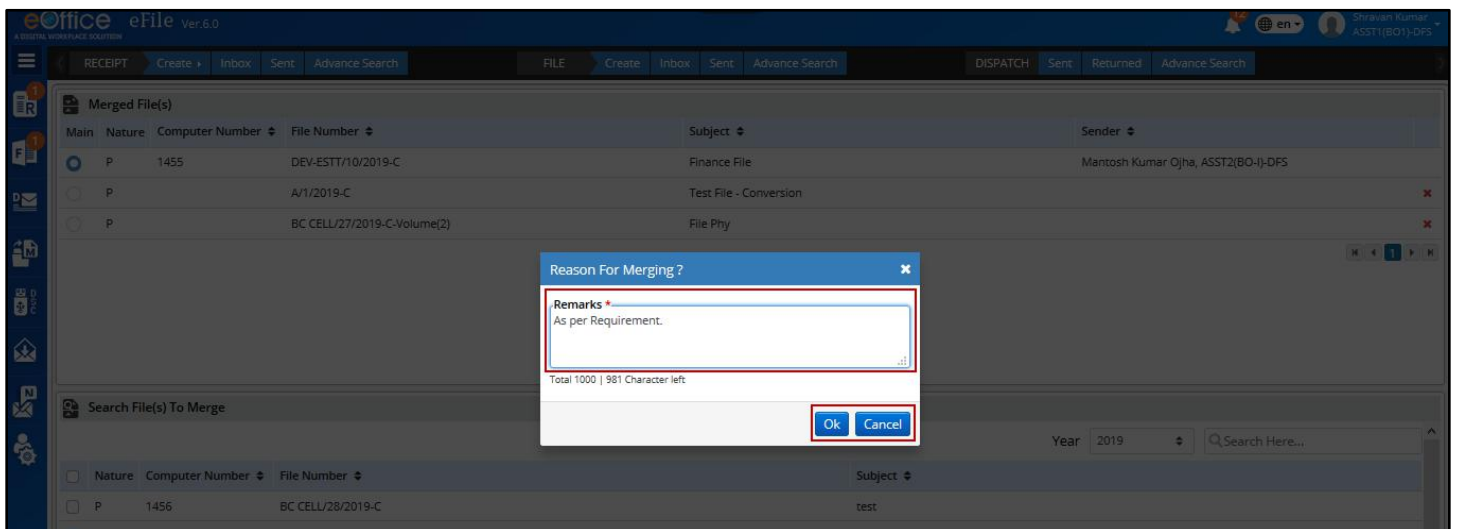 eOffice eFile Ver.6.0
A DIGITAL WORKPLACE SOLUTION
12 en Shravan Kumar
ASST1(BO1)-DFS
RECEIPT Create Inbox Sent Advance Search FILE Create Inbox Sent Advance Search DISPATCH Sent Returned Advance Search
1 R
Merged File(s)
Main Nature Computer Number File Number Subject Sender
1 F
P 1455 DEV-ESTT/10/2019-C Finance File Mantosh Kumar Ojha, ASST2(BO-I)-DFS
P A/1/2019-C Test File - Conversion
D
P BC CELL/27/2019-C-Volume(2) File Phy
M
1
Reason For Merging ?
DSC
Remarks *
As per Requirement.
Total 1000 | 981 Character left
N
Search File(s) To Merge
Ok Cancel
Year 2019 Search Here...
Nature Computer Number File Number Subject
P 1456 BC CELL/28/2019-C test